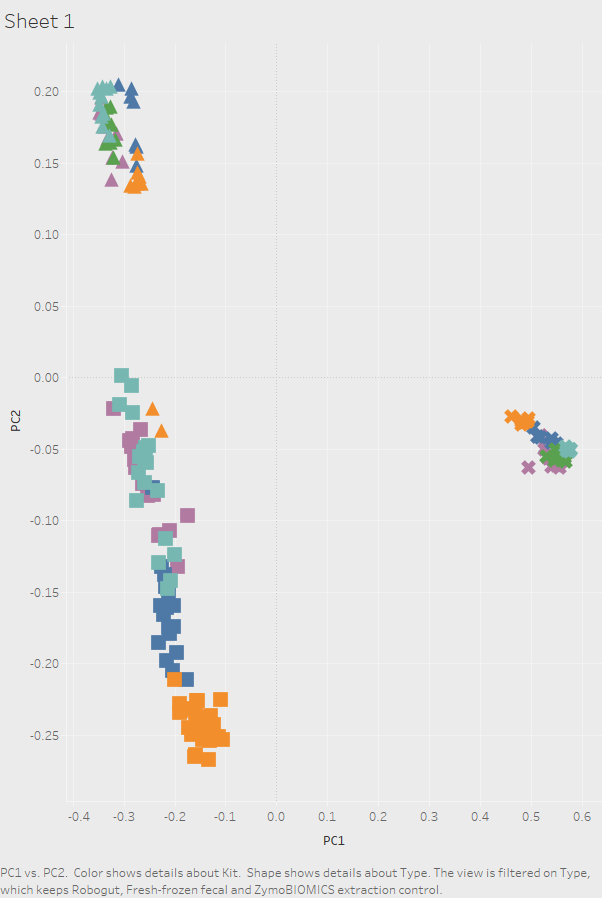 Sheet 1
0.20
0.15
0.10
0.05
0.00
-0.05
-0.10
-0.15
-0.20
-0.25
PC2
-0.4 -0.3 -0.2 -0.1 0.0 0.1 0.2 0.3 0.4 0.5 0.6
PC1
PC1 vs. PC2.  Color shows details about Kit.  Shape shows details about Type. The view is filtered on Type,
which keeps Robogut, Fresh-frozen fecal and ZymoBIOMICS extraction control.